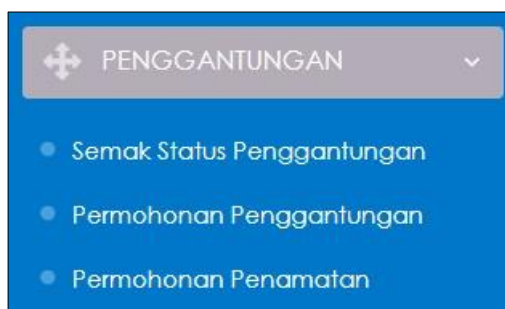 PENGGANTUNGAN
Semak Status Penggantungan
Permohonan Penggantungan
Permohonan Penamatan